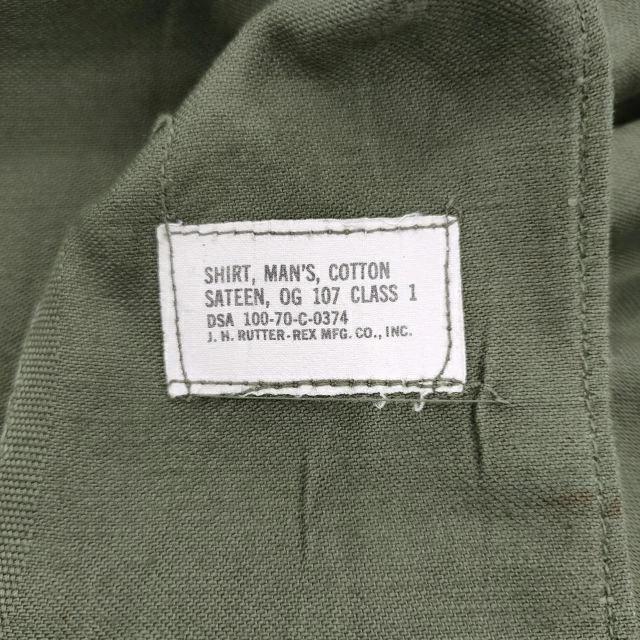 SHIRT, MAN'S, COTTON
SATEEN, OG 107 CLASS 1
DSA 100-70-C-0374
J. H. RUTTER-REX MFG. CO., INC.